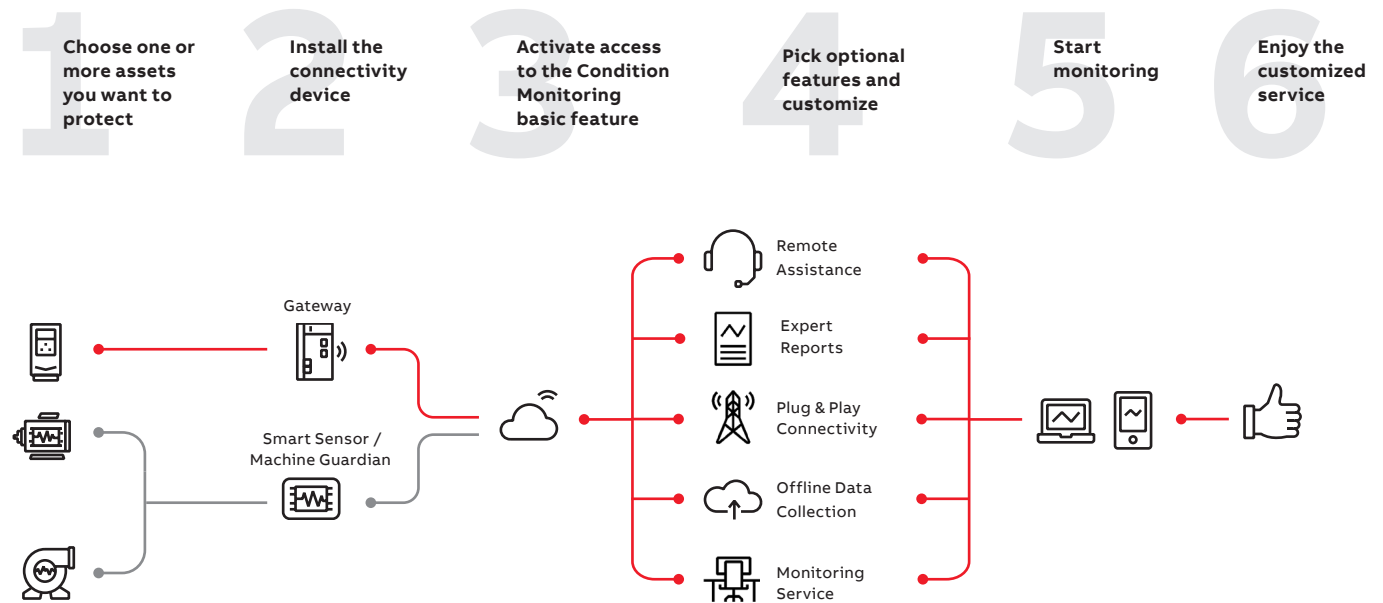 1
Choose one or
more assets
you want to
protect
2
Install the
connectivity
device
3
Activate access
to the Condition
Monitoring
basic feature
4
Pick optional
features and
customize
5
Start
monitoring
6
Enjoy the
customized
service
Gateway
Smart Sensor /
Machine Guardian
Remote
Assistance
Expert
Reports
Plug & Play
Connectivity
Offline Data
Collection
Monitoring
Service